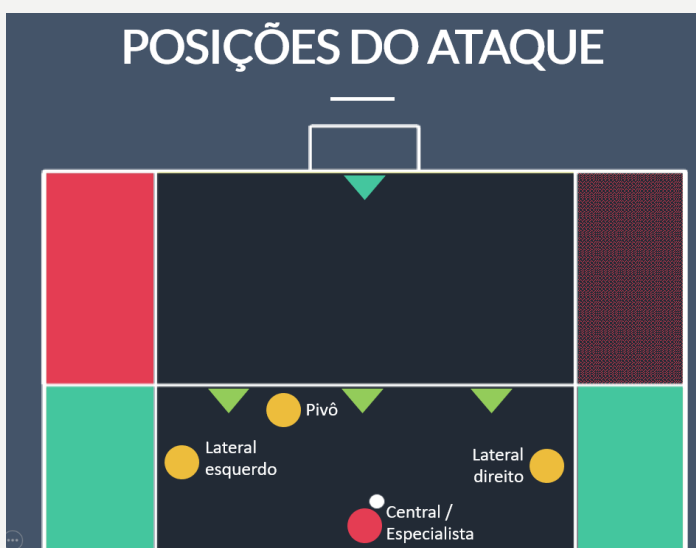 POSIÇÕES DO ATAQUE
Pivô
Lateral
esquerdo
Lateral
direito
Central /
Especialista